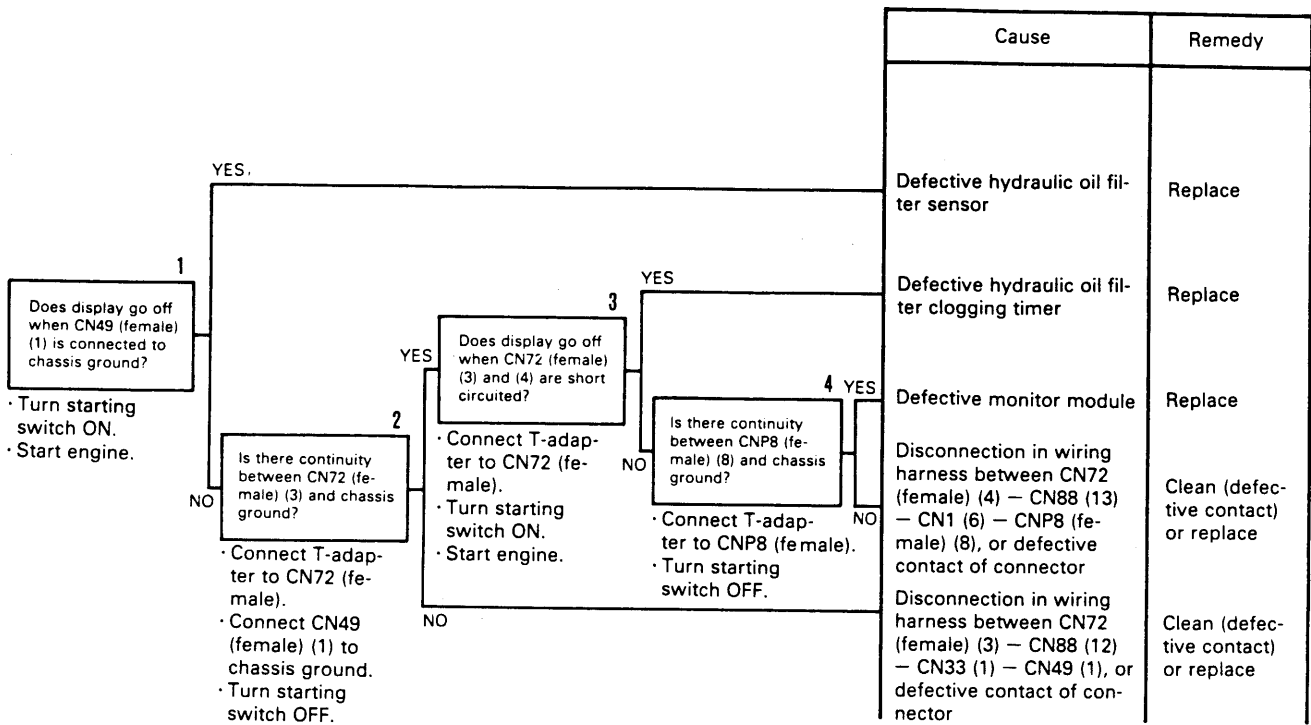 Cause
Remedy
YES
Defective hydraulic oil fil-
ter sensor
Replace
1
Does display go off
when CN49 (female)
(1) is connected to
chassis ground?
· Turn starting
switch ON.
· Start engine.
NO
2
Is there continuity
between CN72 (fe-
male) (3) and chassis
ground?
· Connect T-adap-
ter to CN72 (fe-
male).
· Connect CN49
(female) (1) to
chassis ground.
· Turn starting
switch OFF.
YES
3
Does display go off
when CN72 (female)
(3) and (4) are short
circuited?
· Connect T-adap-
ter to CN72 (fe-
male).
· Turn starting
switch ON.
· Start engine.
YES
Defective hydraulic oil fil-
ter clogging timer
Replace
NO
4
Is there continuity
between CNP8 (fe-
male) (8) and chassis
ground?
· Connect T-adap-
ter to CNP8 (female).
· Turn starting
switch OFF.
YES
Defective monitor module
Replace
NO
Disconnection in wiring
harness between CN72
(female) (4) – CN88 (13)
– CN1 (6) – CNP8 (fe-
male) (8), or defective
contact of connector
Clean (defec-
tive contact)
or replace
NO
Disconnection in wiring
harness between CN72
(female) (3) – CN88 (12)
– CN33 (1) – CN49 (1), or
defective contact of con-
nector
Clean (defec-
tive contact)
or replace